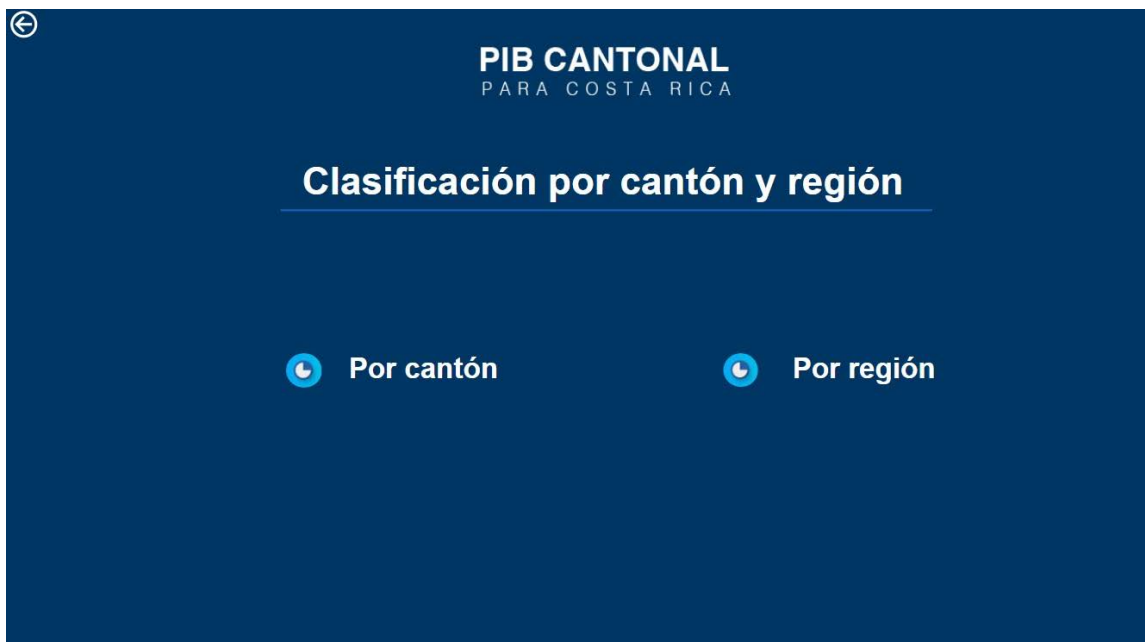 PIB CANTONAL
PARA COSTA RICA
Clasificación por cantón y región
Por cantón
Por región